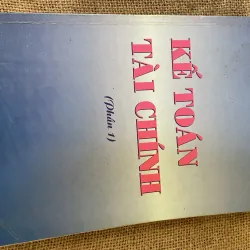 KẾ TOÁN
TÀI CHÍNH
(Phần 1)